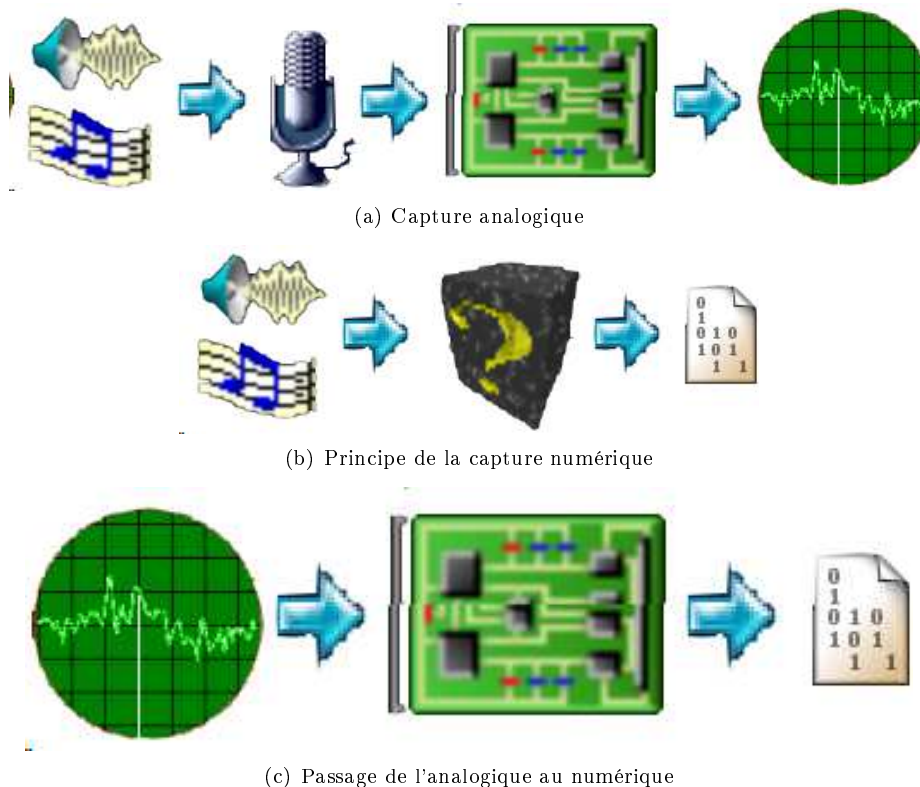 (a) Capture analogique
0
1
0 1 0
1 0 1
1 1
(b) Principe de la capture numérique
0
1
0 1 0
1 0 1
1 1
(c) Passage de l'analogique au numérique